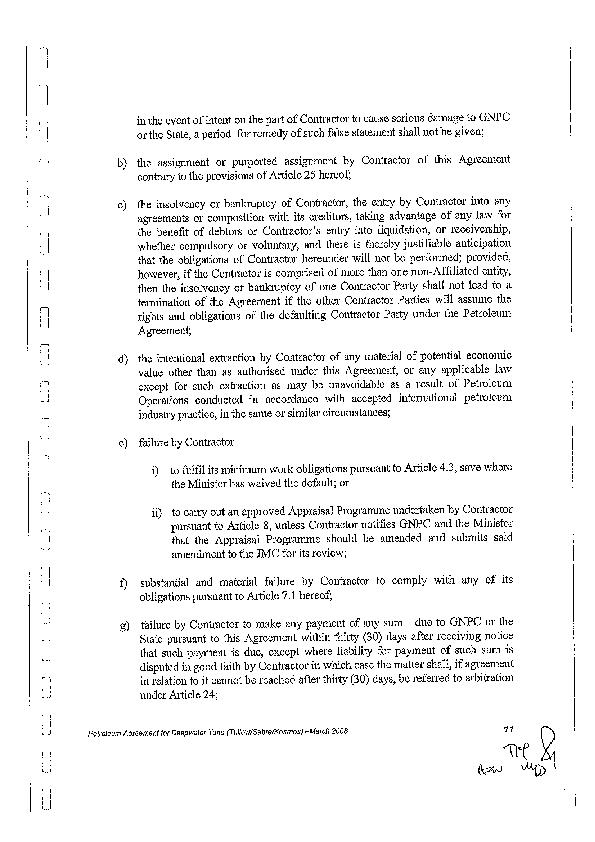 in the event of intent on the part of Contractor to cause serious damage to GNPC
or the State, a period for remedy of such false statement shall not be given;
b) the assignment or purported assignment by Contractor of this Agreement
contrary to the provisions of Article 25 hereof;
c) the insolvency or bankruptcy of Contractor, the entry by Contractor into any
agreements or composition with its creditors, taking advantage of any law for
the benefit of debtors or Contractor's entry into liquidation, or receivership,
whether compulsory or voluntary, and there is thereby justifiable anticipation
that the obligations of Contractor hereunder will not be performed; provided,
however, if the Contractor is comprised of more than one non-Affiliated entity,
then the insolvency or bankruptcy of one Contractor Party shall not lead to a
termination of the Agreement if the other Contractor Parties will assume the
rights and obligations of the defaulting Contractor Party under the Petroleum
Agreement;
d) the intentional extraction by Contractor of any material of potential economic
value other than as authorised under this Agreement, or any applicable law
except for such extraction as may be unavoidable as a result of Petroleum
Operations conducted in accordance with accepted international petroleum
industry practice, in the same or similar circumstances;
e) failure by Contractor
i) to fulfil its minimum work obligations pursuant to Article 4.3, save where
the Minister has waived the default; or
ii) to carry out an approved Appraisal Programme undertaken by Contractor
pursuant to Article 8, unless Contractor notifies GNPC and the Minister
that the Appraisal Programme should be amended and submits said
amendment to the JMC for its review;
f) substantial and material failure by Contractor to comply with any of its
obligations pursuant to Article 7.1 hereof;
g) failure by Contractor to make any payment of any sum due to GNPC or the
State pursuant to this Agreement within thirty (30) days after receiving notice
that such payment is due, except where liability for payment of such sum is
disputed in good faith by Contractor in which case the matter shall, if agreement
in relation to it cannot be reached after thirty (30) days, be referred to arbitration
under Article 24;
Petroleum Agreement for Deepwater Tano (Tullow/Sabre/Kosmos) - March 2006
77